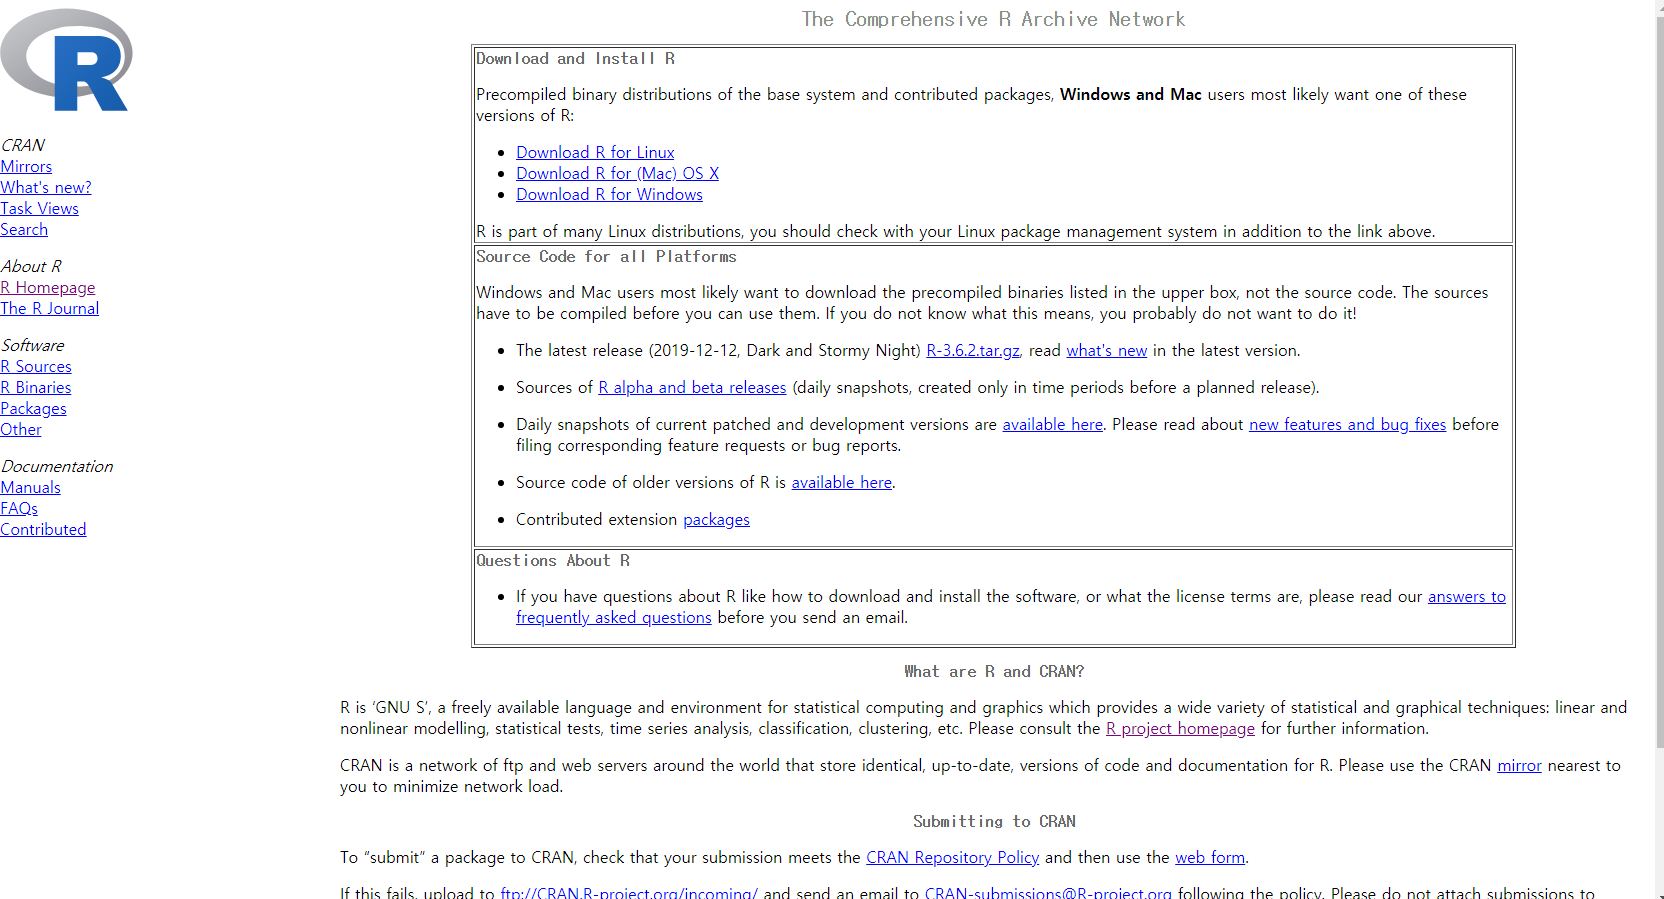 R
CRAN
Mirrors
What's new?
Task Views
Search
About R
R Homepage
The R Journal
Software
R Sources
R Binaries
Packages
Other
Documentation
Manuals
FAQs
Contributed
The Comprehensive R Archive Network
Download and Install R
Precompiled binary distributions of the base system and contributed packages, Windows and Mac users most likely want one of these
versions of R:
• Download R for Linux
• Download R for (Mac) OS X
• Download R for Windows
R is part of many Linux distributions, you should check with your Linux package management system in addition to the link above.
Source Code for all Platforms
Windows and Mac users most likely want to download the precompiled binaries listed in the upper box, not the source code. The sources
have to be compiled before you can use them. If you do not know what this means, you probably do not want to do it!
• The latest release (2019-12-12, Dark and Stormy Night) R-3.6.2.tar.gz, read what's new in the latest version.
• Sources of R alpha and beta releases (daily snapshots, created only in time periods before a planned release).
• Daily snapshots of current patched and development versions are available here. Please read about new features and bug fixes before
filing corresponding feature requests or bug reports.
• Source code of older versions of R is available here.
• Contributed extension packages
Questions About R
• If you have questions about R like how to download and install the software, or what the license terms are, please read our answers to
frequently asked questions before you send an email.
What are R and CRAN?
R is ‘GNU S’, a freely available language and environment for statistical computing and graphics which provides a wide variety of statistical and graphical techniques: linear and
nonlinear modelling, statistical tests, time series analysis, classification, clustering, etc. Please consult the R project homepage for further information.
CRAN is a network of ftp and web servers around the world that store identical, up-to-date, versions of code and documentation for R. Please use the CRAN mirror nearest to
you to minimize network load.
Submitting to CRAN
To “submit” a package to CRAN, check that your submission meets the CRAN Repository Policy and then use the web form.
If this fails, upload to ftp://CRAN.R-project.org/incoming/ and send an email to CRAN-submissions@R-project.org following the policy. Please do not attach submissions to